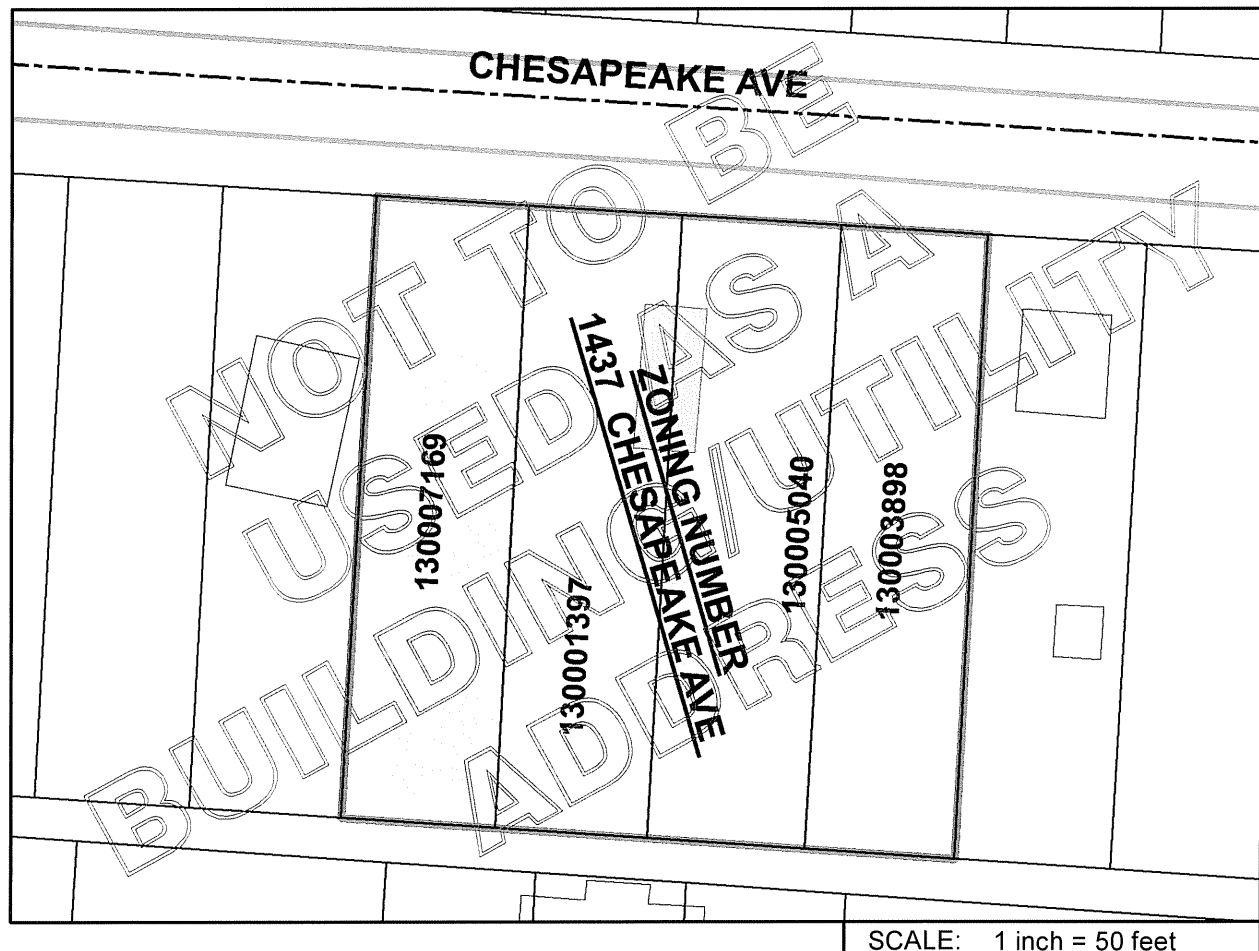 CHESAPEAKE AVE
NOT TO BE
USED AS A
BUILDING/UTILITY
ADDRESS
130007169
130001397
ZONING NUMBER
1437 CHESAPEAKE AVE
130005040
130003898
SCALE: 1 inch = 50 feet